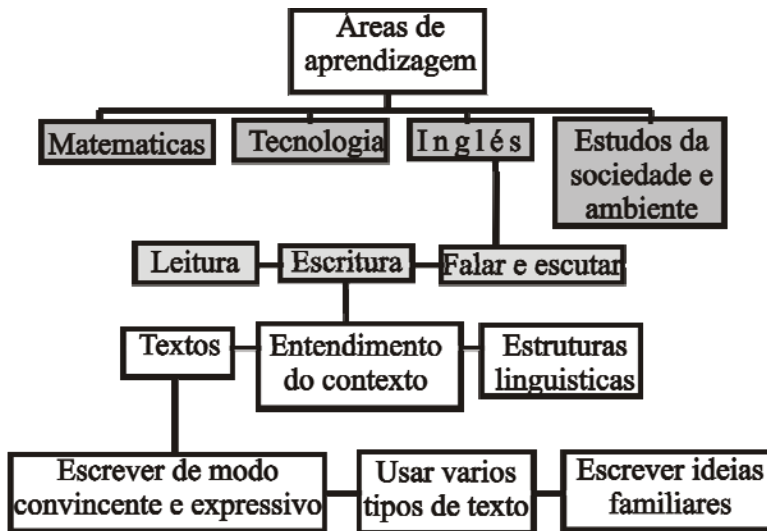 Áreas de
aprendizagem
Matematicas
Tecnologia
Inglés
Estudos da
sociedade e
ambiente
Leitura
Escritura
Falar e escutar
Textos
Entendimento
do contexto
Estruturas
linguisticas
Escrever de modo
convincente e expressivo
Usar varios
tipos de texto
Escrever ideias
familiares